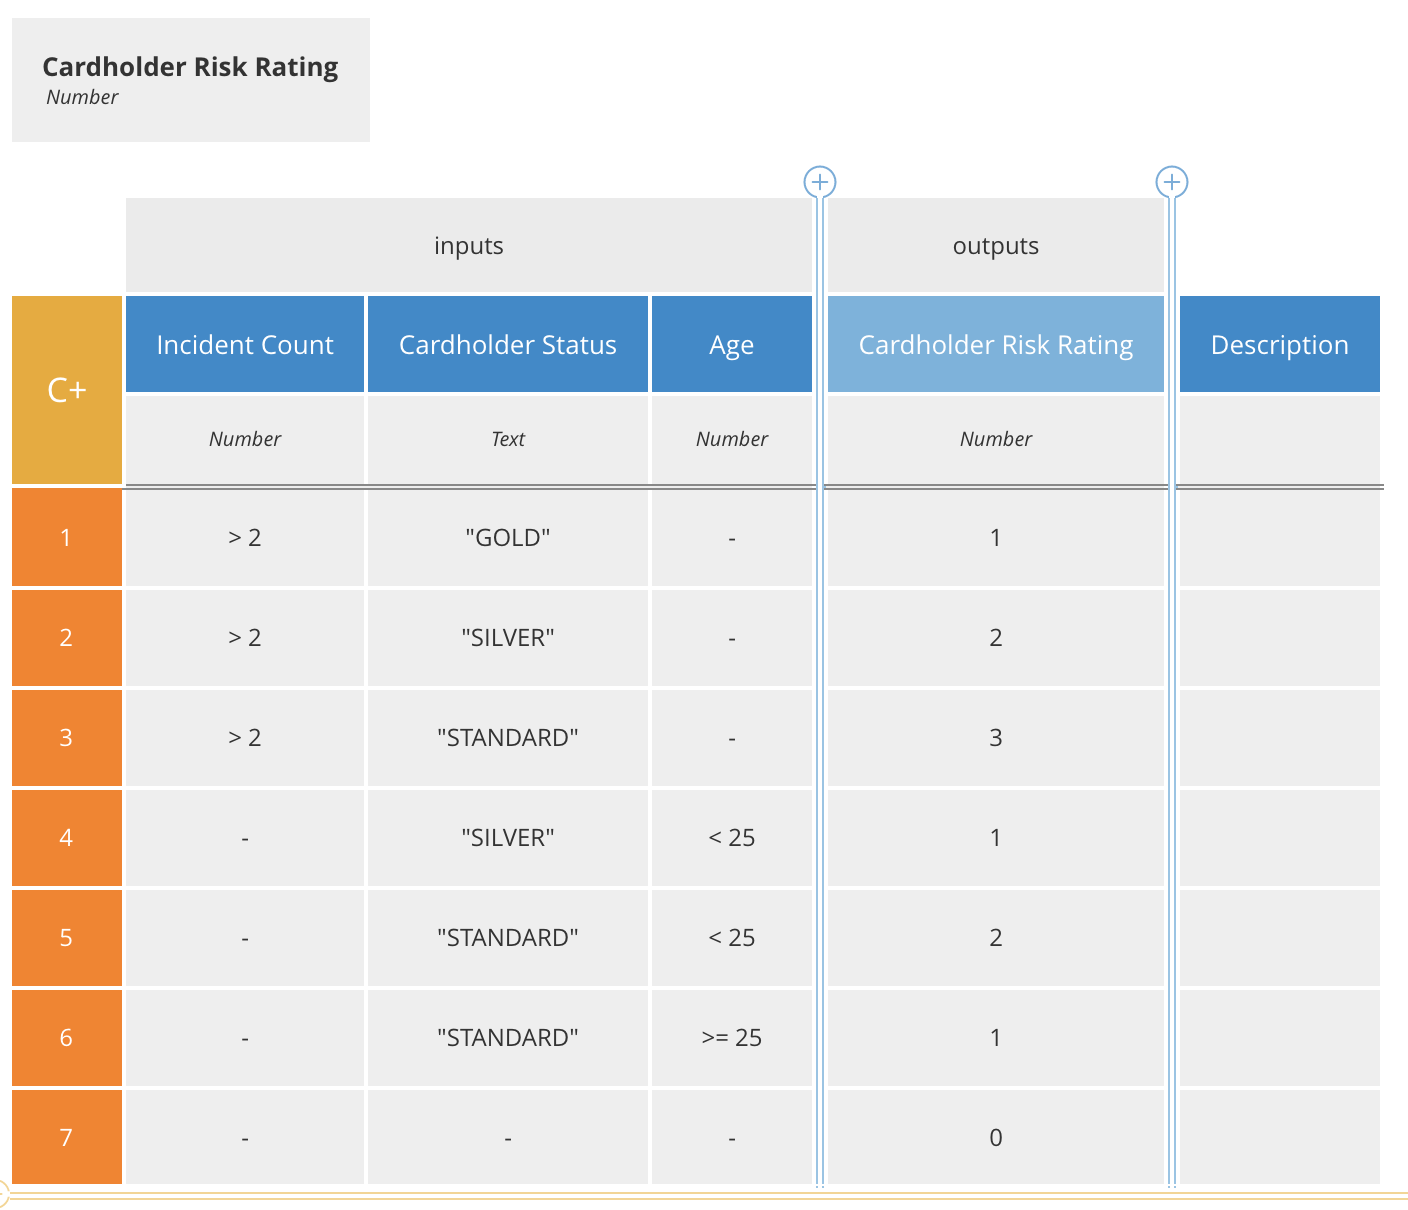 Cardholder Risk Rating
Number
inputs outputs
C+ Incident Count Cardholder Status Age Cardholder Risk Rating Description
Number Text Number Number
1 > 2 "GOLD" - 1
2 > 2 "SILVER" - 2
3 > 2 "STANDARD" - 3
4 - "SILVER" < 25 1
5 - "STANDARD" < 25 2
6 - "STANDARD" >= 25 1
7 - - - 0